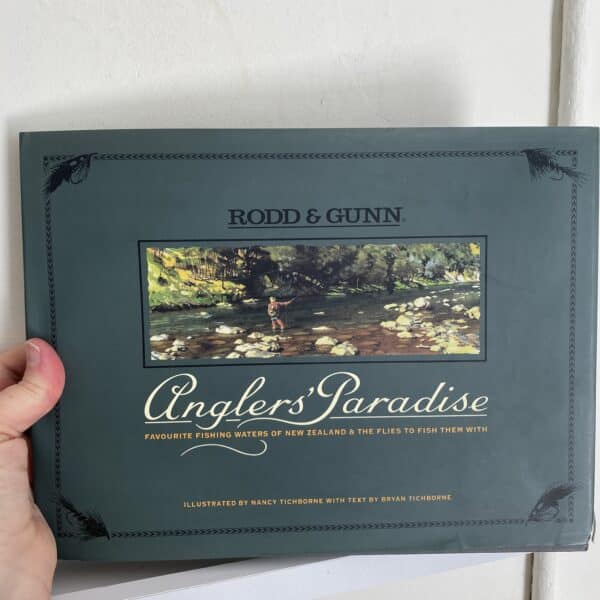 RODD & GUNN
Anglers' Paradise
FAVOURITE FISHING WATERS OF NEW ZEALAND & THE FLIES TO FISH THEM WITH
ILLUSTRATED BY NANCY TICHBORNE WITH TEXT BY BRYAN TICHBORNE